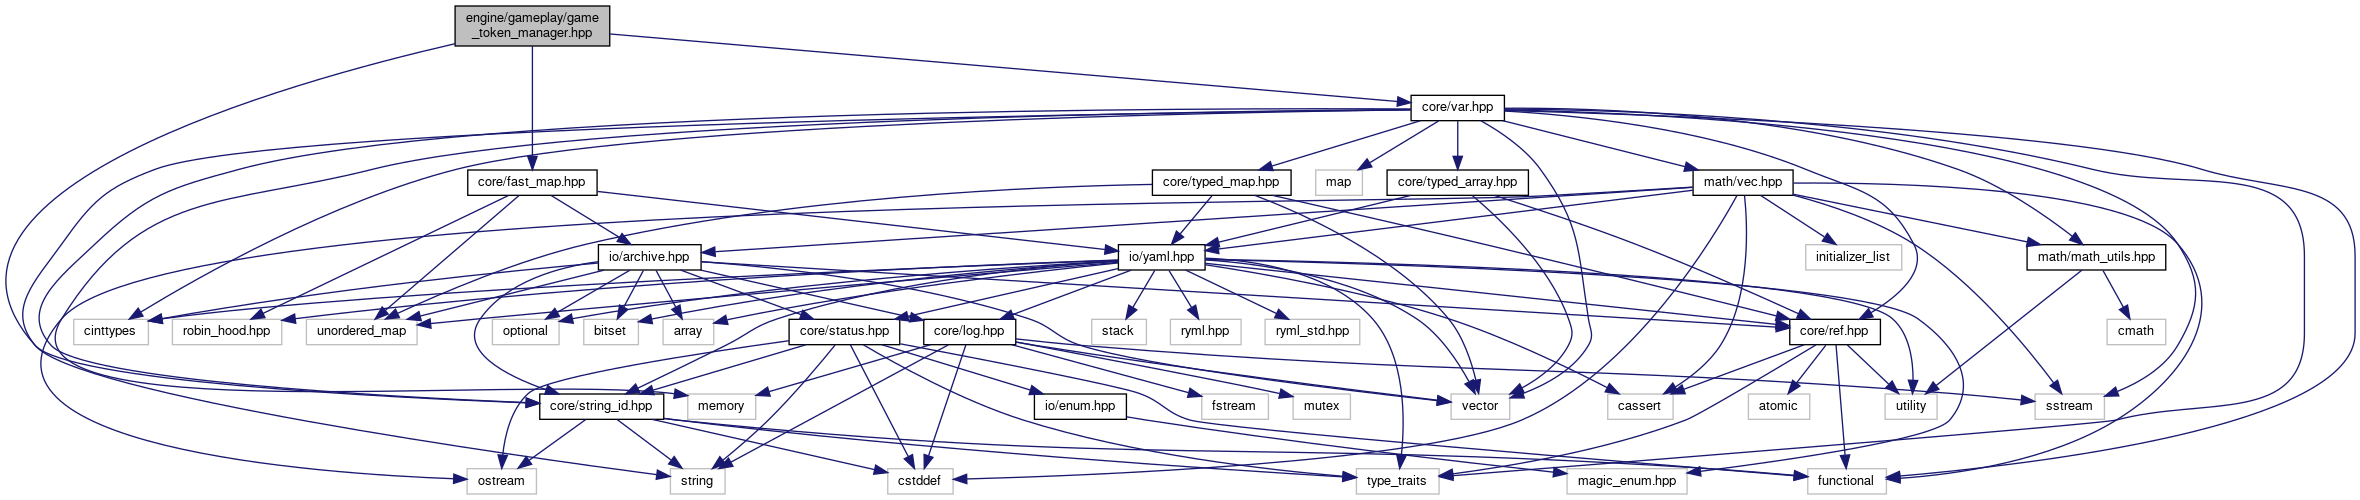 engine/gameplay/game
_token_manager.hpp
core/var.hpp
core/fast_map.hpp
core/typed_map.hpp
map
core/typed_array.hpp
math/vec.hpp
io/archive.hpp
io/yaml.hpp
initializer_list
math/math_utils.hpp
cinttypes
robin_hood.hpp
unordered_map
optional
bitset
array
core/status.hpp
core/log.hpp
stack
ryml.hpp
ryml_std.hpp
core/ref.hpp
cmath
core/string_id.hpp
memory
io/enum.hpp
fstream
mutex
vector
cassert
atomic
utility
sstream
ostream
string
cstddef
type_traits
magic_enum.hpp
functional